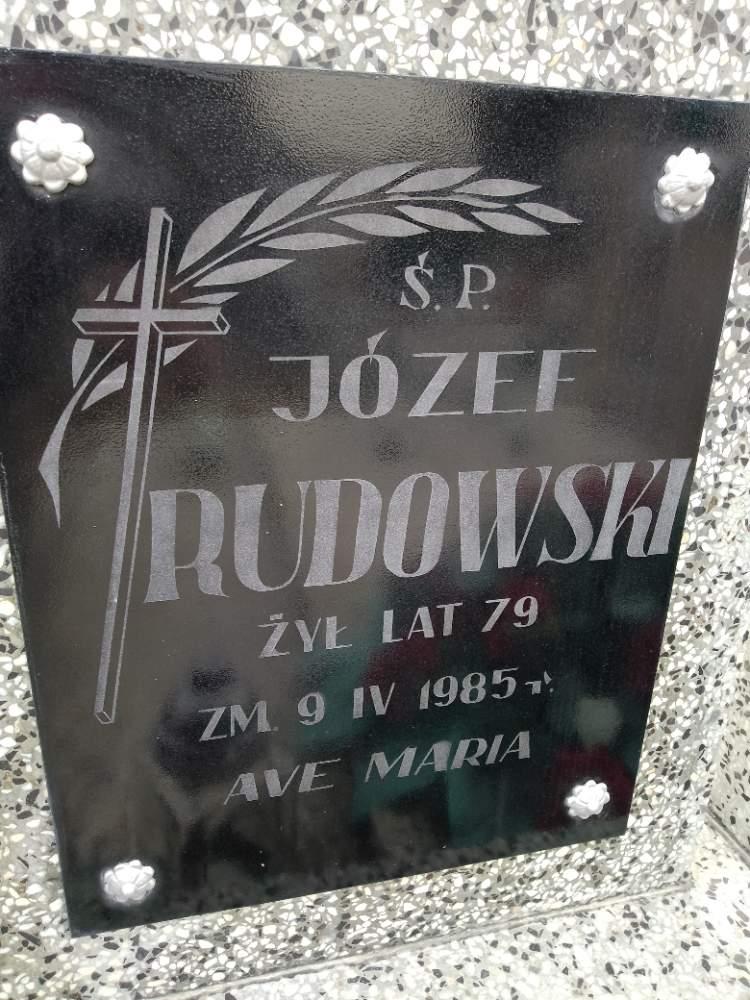 Ś. P.
JÓZEF
RUDOWSKI
ŻYŁ LAT 79
ZM. 9 IV 1985 r.
AVE MARIA